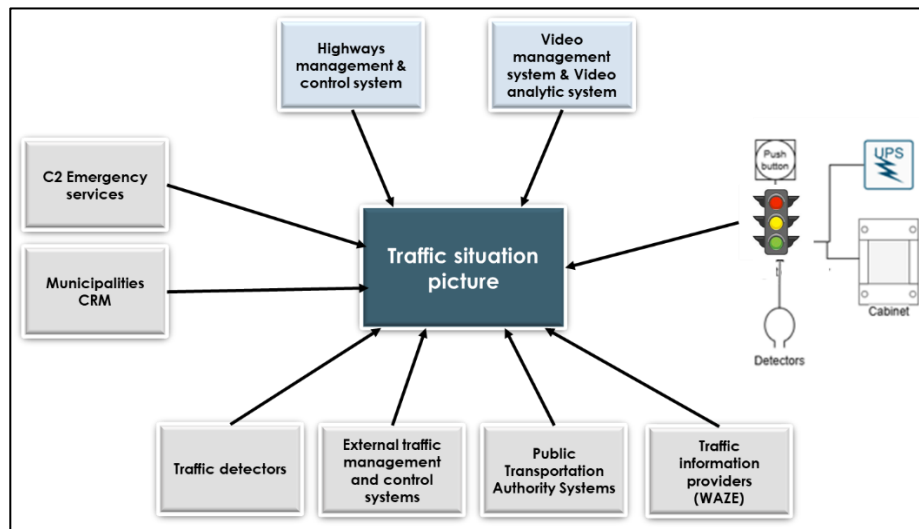 Highways
management &
control system
Video
management
system & Video
analytic system
C2 Emergency
services
Push
button
UPS
Traffic situation
picture
Municipalities
CRM
Cabinet
Detectors
Traffic detectors
External traffic
management
and control
systems
Public
Transportation
Authority Systems
Traffic
information
providers
(WAZE)